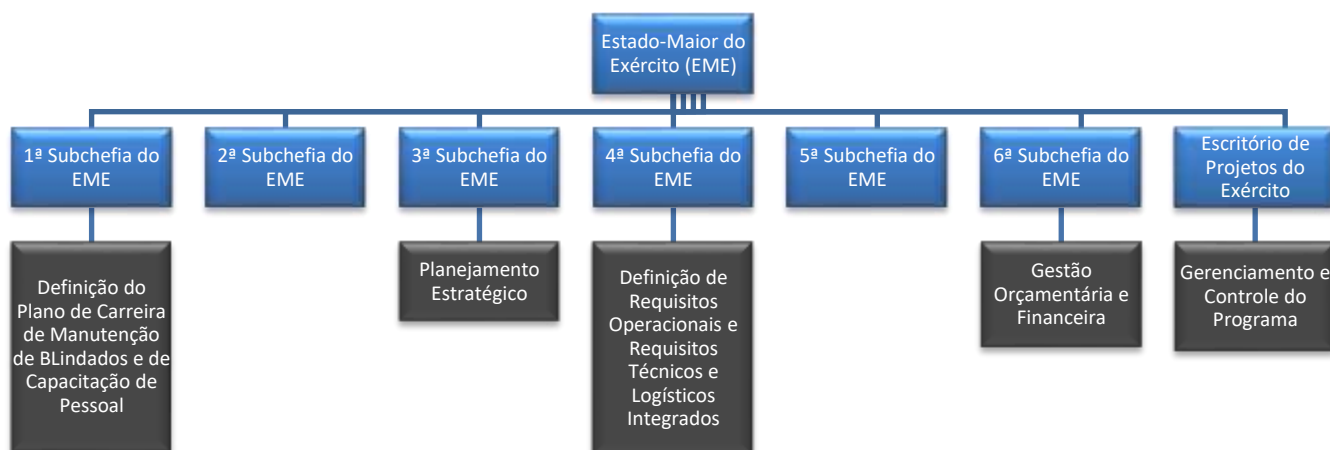 Estado-Maior do
Exército (EME)
1ª Subchefia do
EME
2ª Subchefia do
EME
3ª Subchefia do
EME
4ª Subchefia do
EME
5ª Subchefia do
EME
6ª Subchefia do
EME
Escritório de
Projetos do
Exército
Definição do
Plano de Carreira
de Manutenção
de BLindados e de
Capacitação de
Pessoal
Planejamento
Estratégico
Definição de
Requisitos
Operacionais e
Requisitos
Técnicos e
Logísticos
Integrados
Gestão
Orçamentária e
Financeira
Gerenciamento e
Controle do
Programa